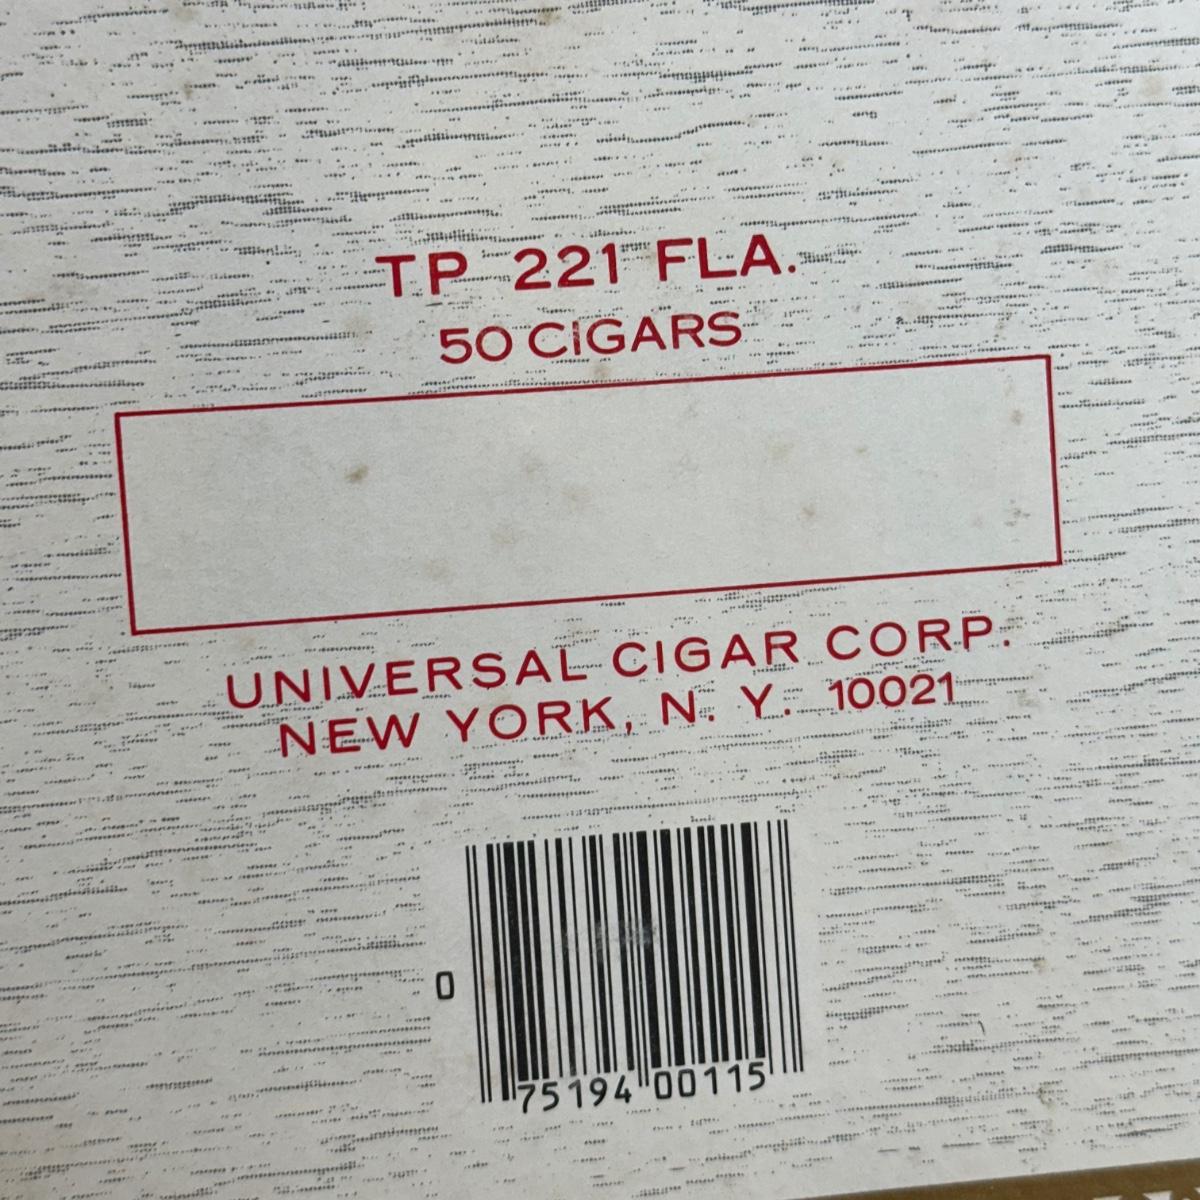 TP 221 FLA.
50 CIGARS
UNIVERSAL CIGAR CORP.
NEW YORK, N. Y. 10021
0 75194 00115